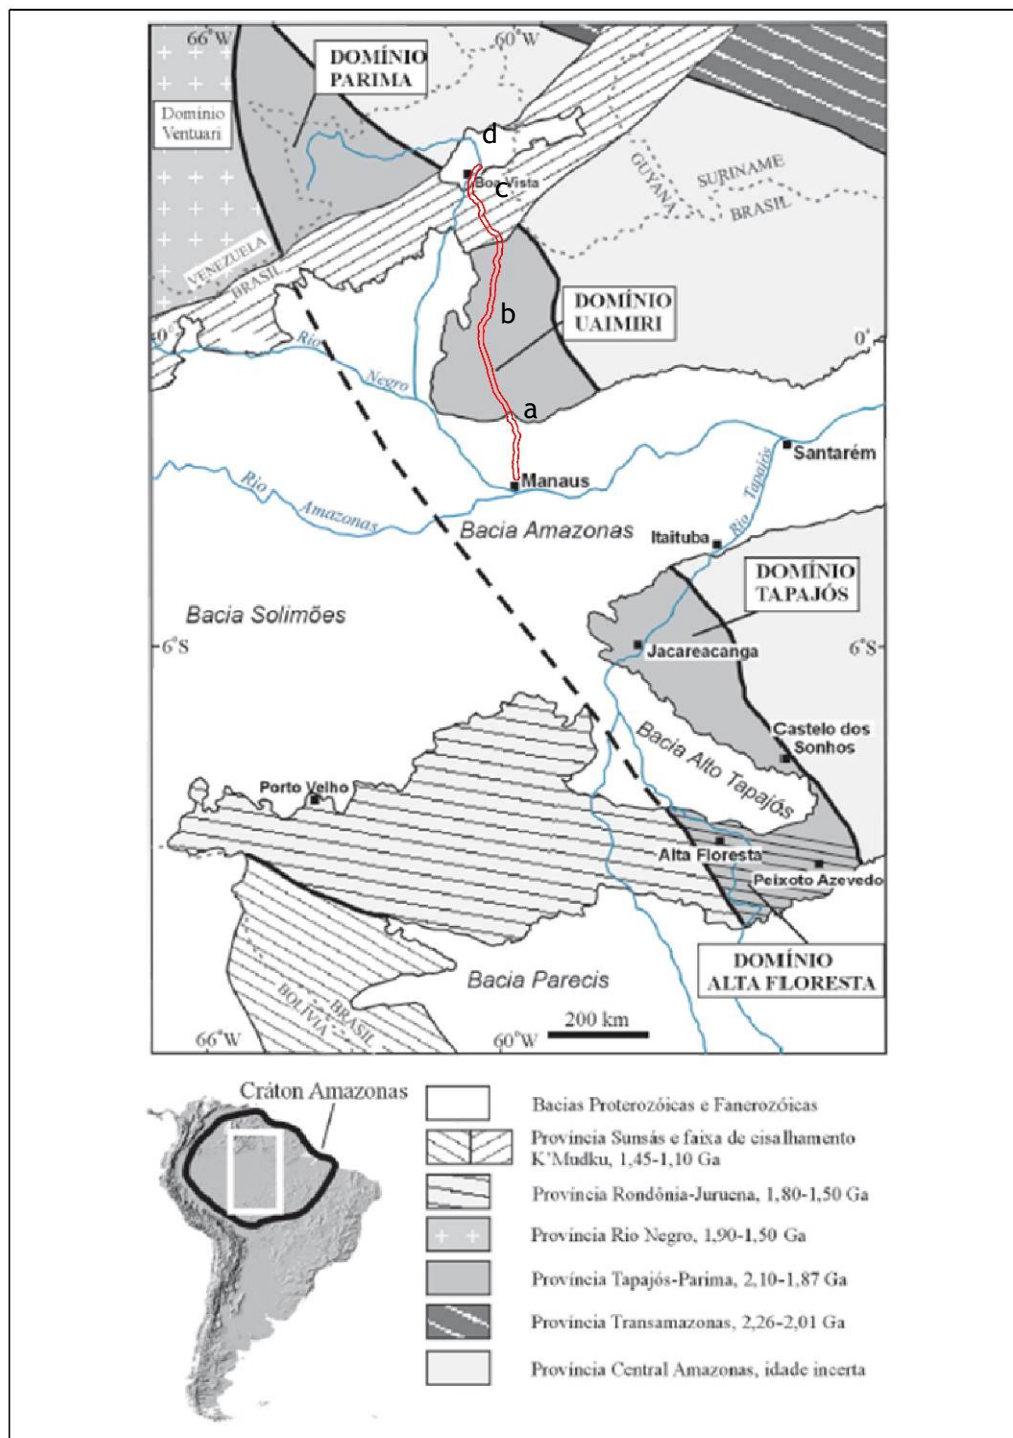 66°W
60°W
DOMÍNIO
PARIMA
Domínio
Ventuari
d
Boa Vista
c
GUYANA
SURINAME
BRASIL
VENEZUELA
BRASIL
b
DOMÍNIO
UAIMIRI
0°
0°
Rio
Negro
a
Santarém
Manaus
Rio
Amazonas
Rio Tapajós
Bacia Amazonas
Itaituba
DOMÍNIO
TAPAJÓS
Bacia Solimões
6°S
6°S
Jacareacanga
Bacia Alto Tapajós
Castelo dos
Sonhos
Porto Velho
Alta Floresta
Peixoto Azevedo
DOMÍNIO
ALTA FLORESTA
Bacia Parecis
BRASIL
BOLÍVIA
200 km
66°W
60°W
Cráton Amazonas
Bacias Proterozóicas e Fanerozóicas
Província Sunsás e faixa de cisalhamento
K'Mudku, 1,45-1,10 Ga
Província Rondônia-Juruena, 1,80-1,50 Ga
Província Rio Negro, 1,90-1,50 Ga
Província Tapajós-Parima, 2,10-1,87 Ga
Província Transamazonas, 2,26-2,01 Ga
Província Central Amazonas, idade incerta